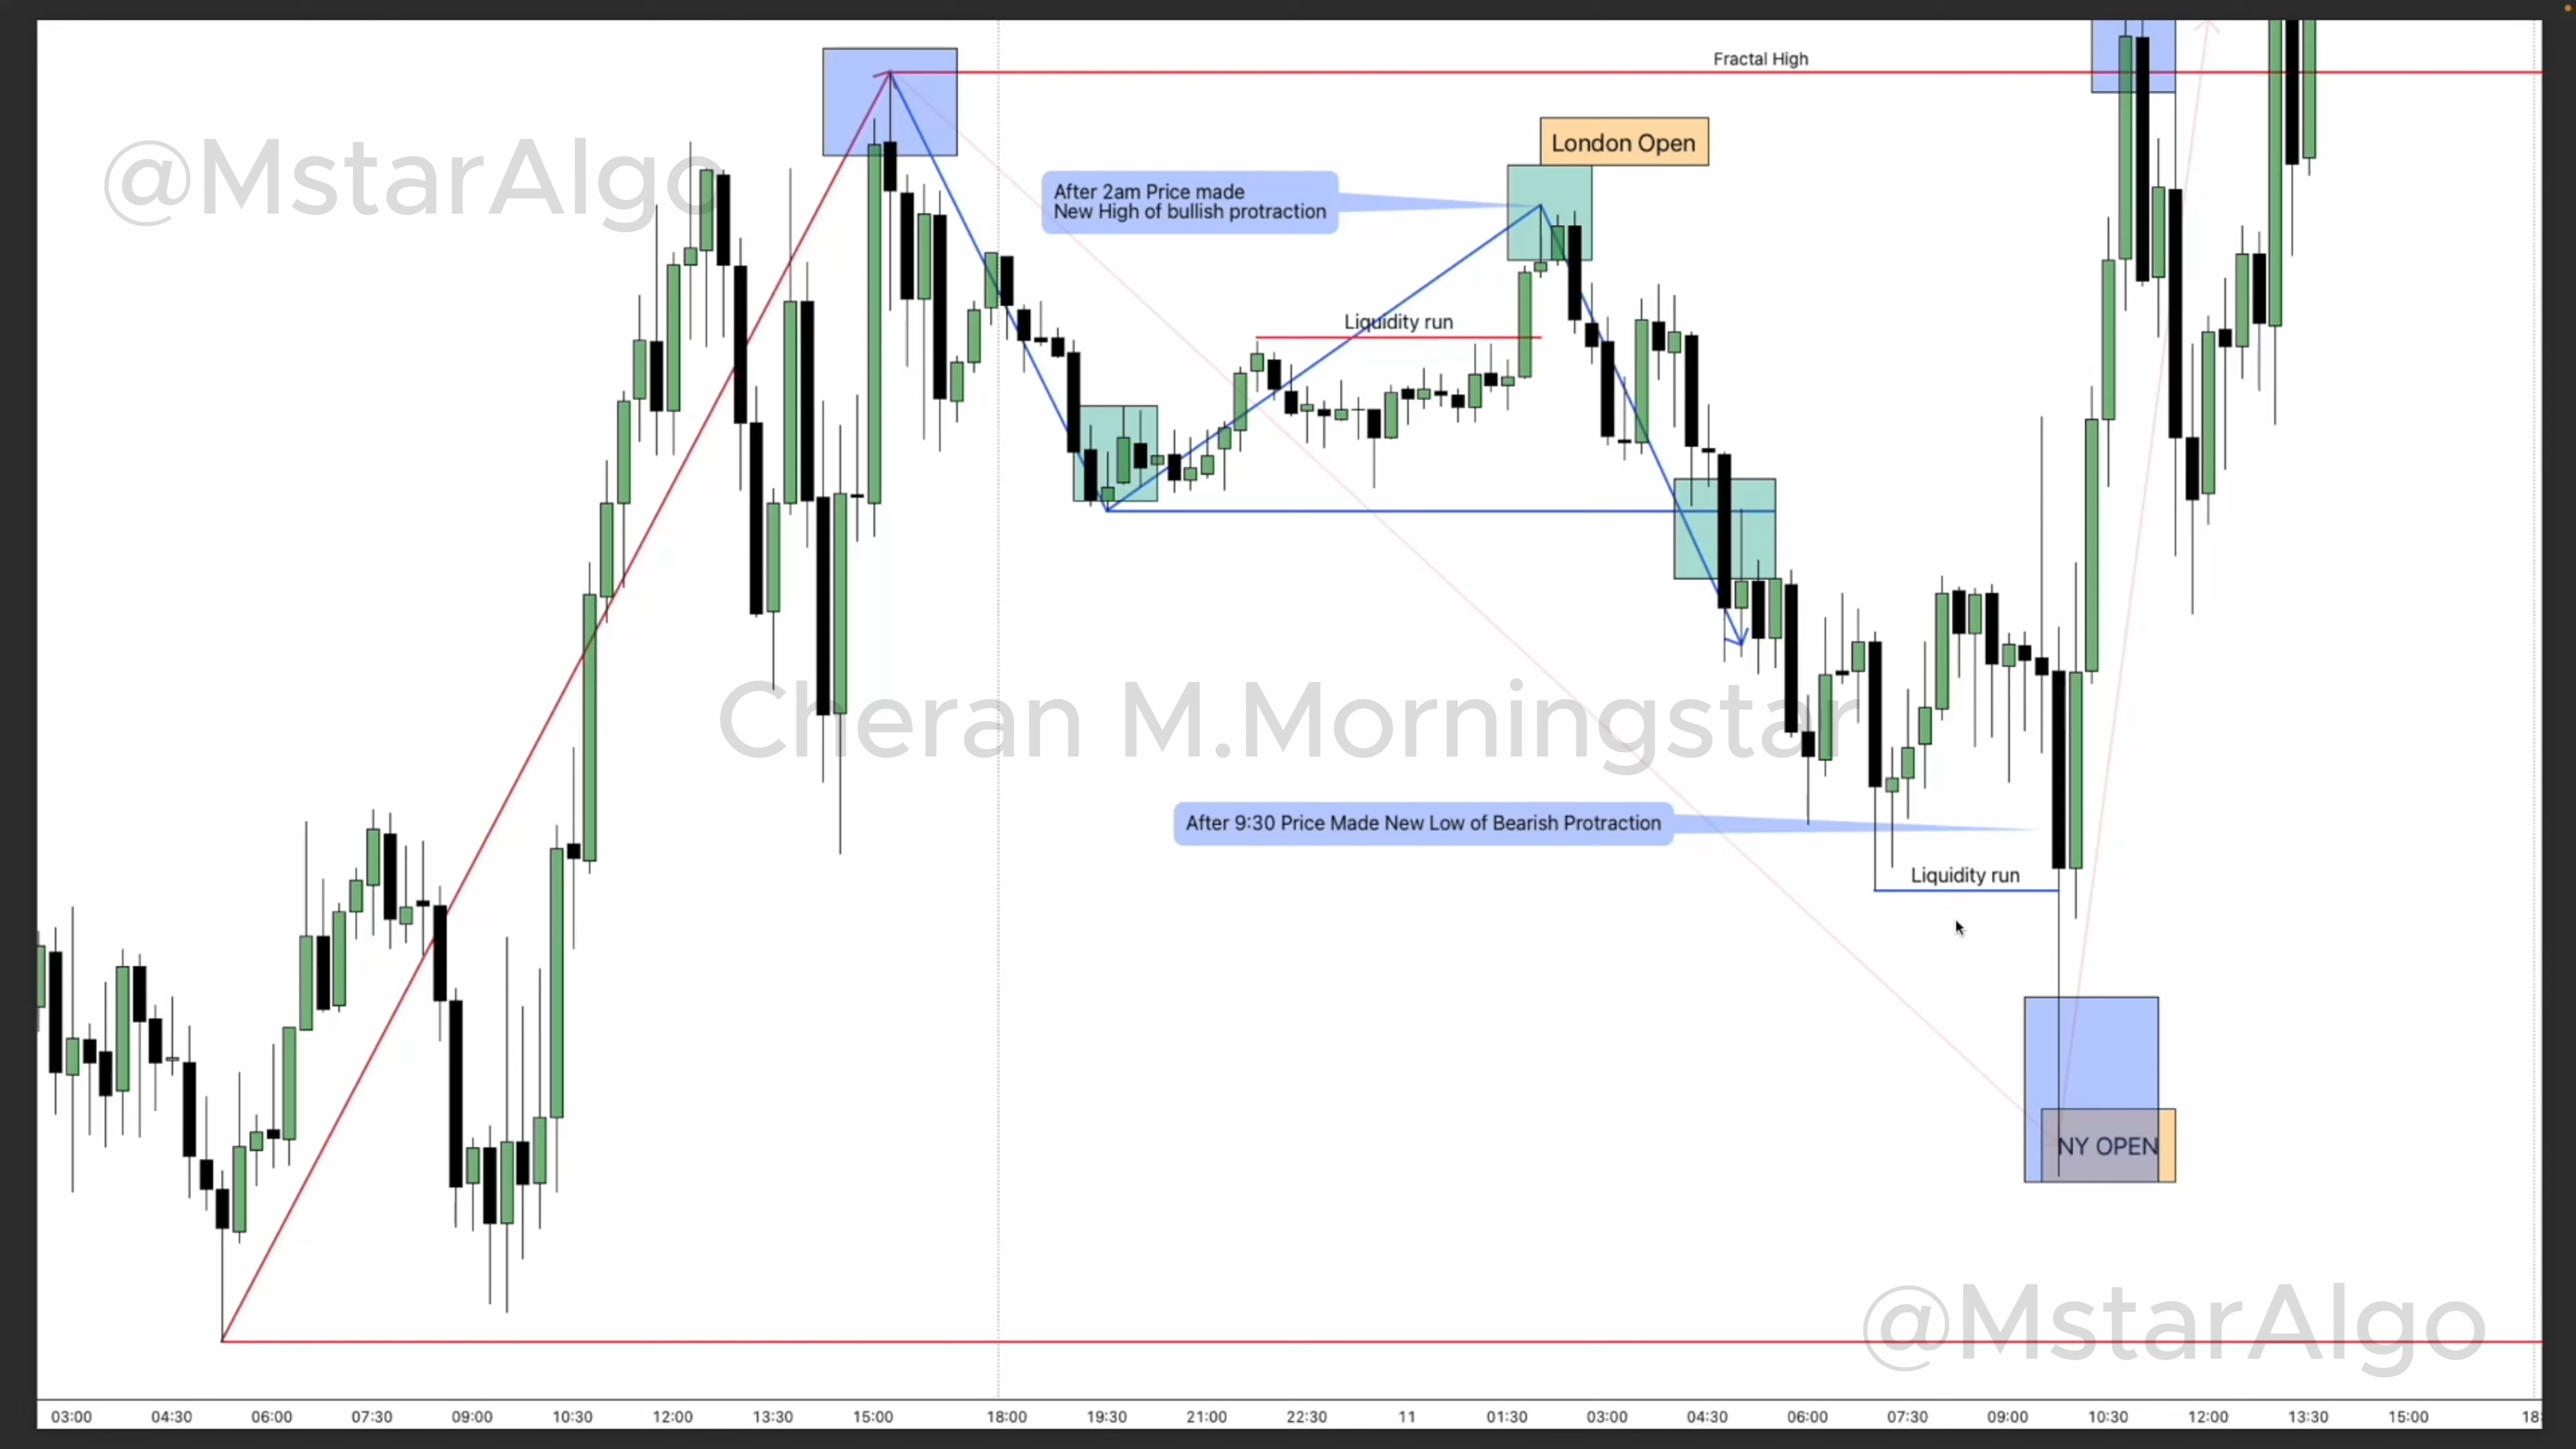 Fractal High
@MstarAlgo
London Open
After 2am Price made
New High of bullish protraction
Liquidity run
Cheran M.Morningstar
After 9:30 Price Made New Low of Bearish Protraction
Liquidity run
NY OPEN
@MstarAlgo
03:00 04:30 06:00 07:30 09:00 10:30 12:00 13:30 15:00 18:00 19:30 21:00 22:30 11 01:30 03:00 04:30 06:00 07:30 09:00 10:30 12:00 13:30 15:00 18: